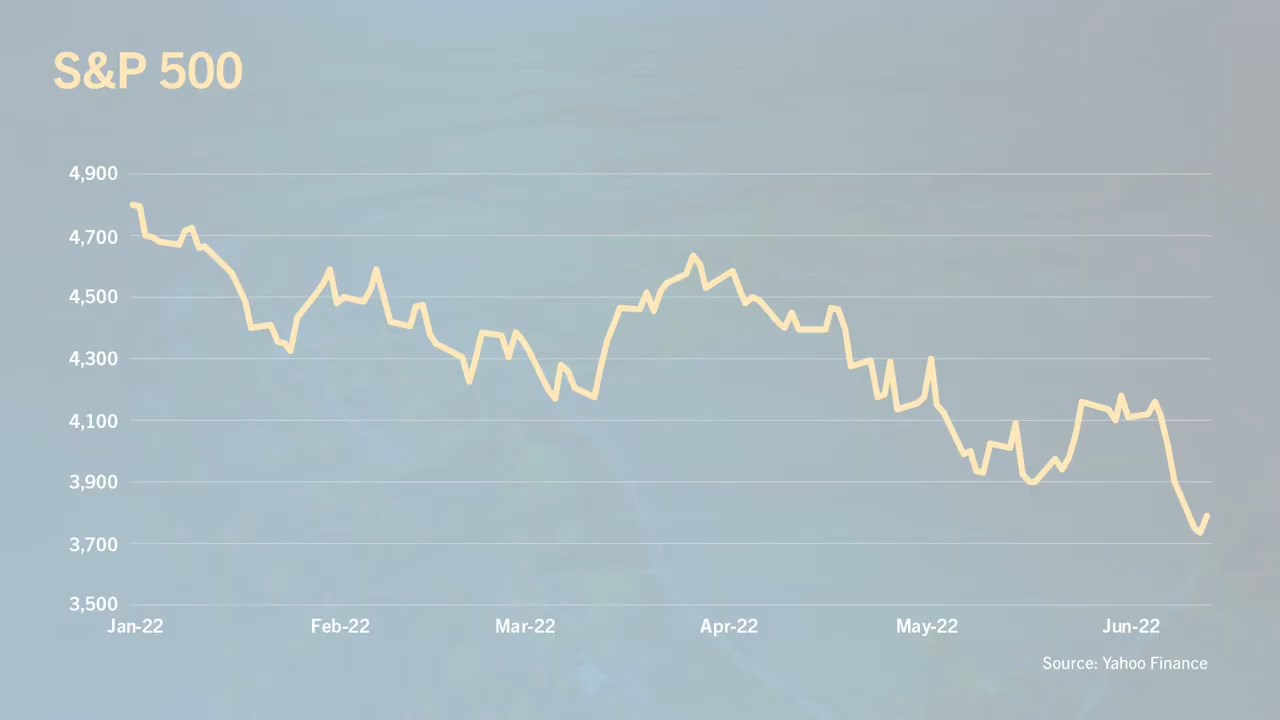 S&P 500
4,900
4,700
4,500
4,300
4,100
3,900
3,700
3,500
Jan-22 Feb-22 Mar-22 Apr-22 May-22 Jun-22
Source: Yahoo Finance